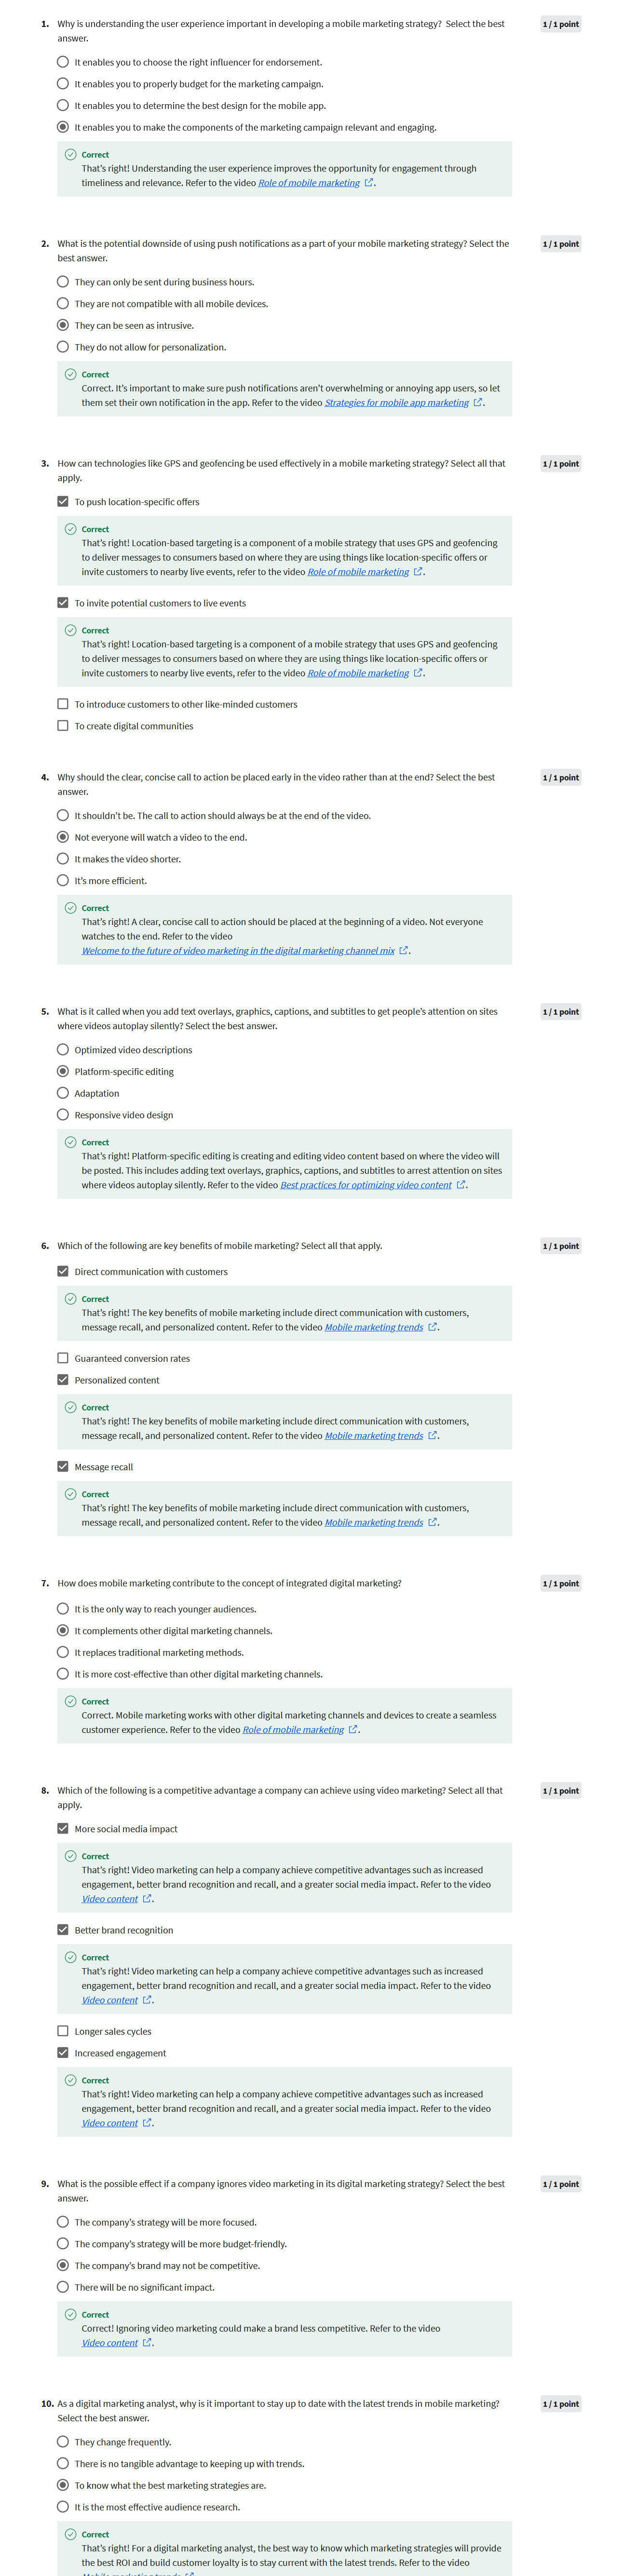 1. Why is understanding the user experience important in developing a mobile marketing strategy? Select the best
answer.
1 / 1 point
It enables you to choose the right influencer for endorsement.
It enables you to properly budget for the marketing campaign.
It enables you to determine the best design for the mobile app.
It enables you to make the components of the marketing campaign relevant and engaging.
Correct
That's right! Understanding the user experience improves the opportunity for engagement through
timeliness and relevance. Refer to the video Role of mobile marketing.
2. What is the potential downside of using push notifications as a part of your mobile marketing strategy? Select the
best answer.
1 / 1 point
They can only be sent during business hours.
They are not compatible with all mobile devices.
They can be seen as intrusive.
They do not allow for personalization.
Correct
Correct. It's important to make sure push notifications aren't overwhelming or annoying app users, so let
them set their own notification in the app. Refer to the video Strategies for mobile app marketing.
3. How can technologies like GPS and geofencing be used effectively in a mobile marketing strategy? Select all that
apply.
1 / 1 point
To push location-specific offers
Correct
That's right! Location-based targeting is a component of a mobile strategy that uses GPS and geofencing
to deliver messages to consumers based on where they are using things like location-specific offers or
invite customers to nearby live events, refer to the video Role of mobile marketing.
To invite potential customers to live events
Correct
That's right! Location-based targeting is a component of a mobile strategy that uses GPS and geofencing
to deliver messages to consumers based on where they are using things like location-specific offers or
invite customers to nearby live events, refer to the video Role of mobile marketing.
To introduce customers to other like-minded customers
To create digital communities
4. Why should the clear, concise call to action be placed early in the video rather than at the end? Select the best
answer.
1 / 1 point
It shouldn't be. The call to action should always be at the end of the video.
Not everyone will watch a video to the end.
It makes the video shorter.
It's more efficient.
Correct
That's right! A clear, concise call to action should be placed at the beginning of a video. Not everyone
watches to the end. Refer to the video
Welcome to the future of video marketing in the digital marketing channel mix.
5. What is it called when you add text overlays, graphics, captions, and subtitles to get people's attention on sites
where videos autoplay silently? Select the best answer.
1 / 1 point
Optimized video descriptions
Platform-specific editing
Adaptation
Responsive video design
Correct
That's right! Platform-specific editing is creating and editing video content based on where the video will
be posted. This includes adding text overlays, graphics, captions, and subtitles to arrest attention on sites
where videos autoplay silently. Refer to the video Best practices for optimizing video content.
6. Which of the following are key benefits of mobile marketing? Select all that apply.
1 / 1 point
Direct communication with customers
Correct
That's right! The key benefits of mobile marketing include direct communication with customers,
message recall, and personalized content. Refer to the video Mobile marketing trends.
Guaranteed conversion rates
Personalized content
Correct
That's right! The key benefits of mobile marketing include direct communication with customers,
message recall, and personalized content. Refer to the video Mobile marketing trends.
Message recall
Correct
That's right! The key benefits of mobile marketing include direct communication with customers,
message recall, and personalized content. Refer to the video Mobile marketing trends.
7. How does mobile marketing contribute to the concept of integrated digital marketing?
1 / 1 point
It is the only way to reach younger audiences.
It complements other digital marketing channels.
It replaces traditional marketing methods.
It is more cost-effective than other digital marketing channels.
Correct
Correct. Mobile marketing works with other digital marketing channels and devices to create a seamless
customer experience. Refer to the video Role of mobile marketing.
8. Which of the following is a competitive advantage a company can achieve using video marketing? Select all that
apply.
1 / 1 point
More social media impact
Correct
That's right! Video marketing can help a company achieve competitive advantages such as increased
engagement, better brand recognition and recall, and a greater social media impact. Refer to the video
Video content.
Better brand recognition
Correct
That's right! Video marketing can help a company achieve competitive advantages such as increased
engagement, better brand recognition and recall, and a greater social media impact. Refer to the video
Video content.
Longer sales cycles
Increased engagement
Correct
That's right! Video marketing can help a company achieve competitive advantages such as increased
engagement, better brand recognition and recall, and a greater social media impact. Refer to the video
Video content.
9. What is the possible effect if a company ignores video marketing in its digital marketing strategy? Select the best
answer.
1 / 1 point
The company's strategy will be more focused.
The company's strategy will be more budget-friendly.
The company's brand may not be competitive.
There will be no significant impact.
Correct
Correct! Ignoring video marketing could make a brand less competitive. Refer to the video
Video content.
10. As a digital marketing analyst, why is it important to stay up to date with the latest trends in mobile marketing?
Select the best answer.
1 / 1 point
They change frequently.
There is no tangible advantage to keeping up with trends.
To know what the best marketing strategies are.
It is the most effective audience research.
Correct
That's right! For a digital marketing analyst, the best way to know which marketing strategies will provide
the best ROI and build customer loyalty is to stay current with the latest trends. Refer to the video